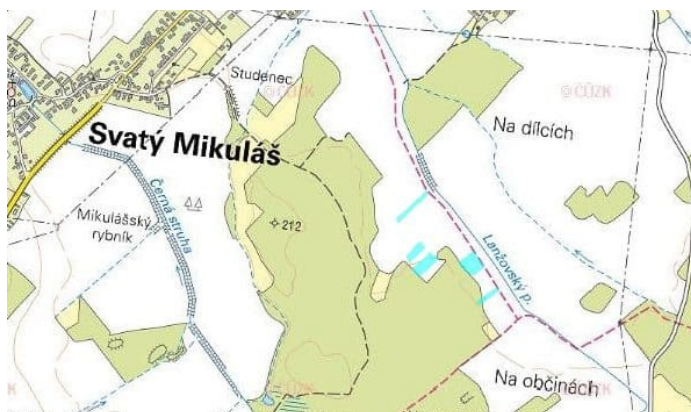 Studenec
©ČÚZK
©ČÚZK
Na dílcích
Svatý Mikuláš
Černá struha
Mikulášský
rybník
212
Lanžovský p.
Na občinách